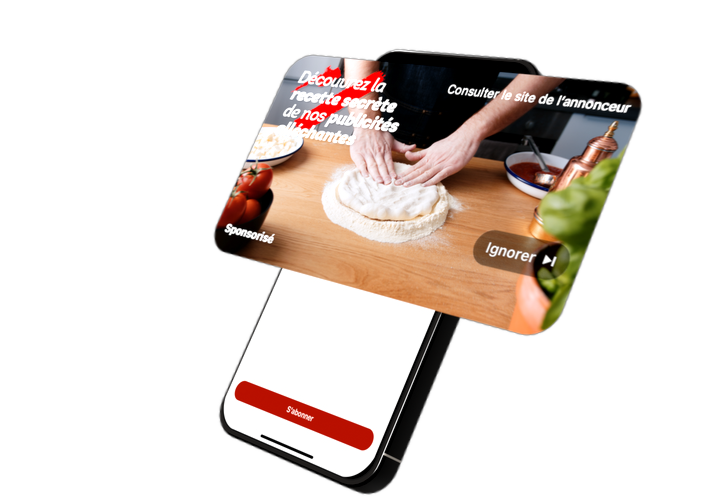 Découvrez la
recette secrète
de nos publicités
alléchantes
Consulter le site de l'annonceur
Sponsorisé
Ignorer
S'abonner